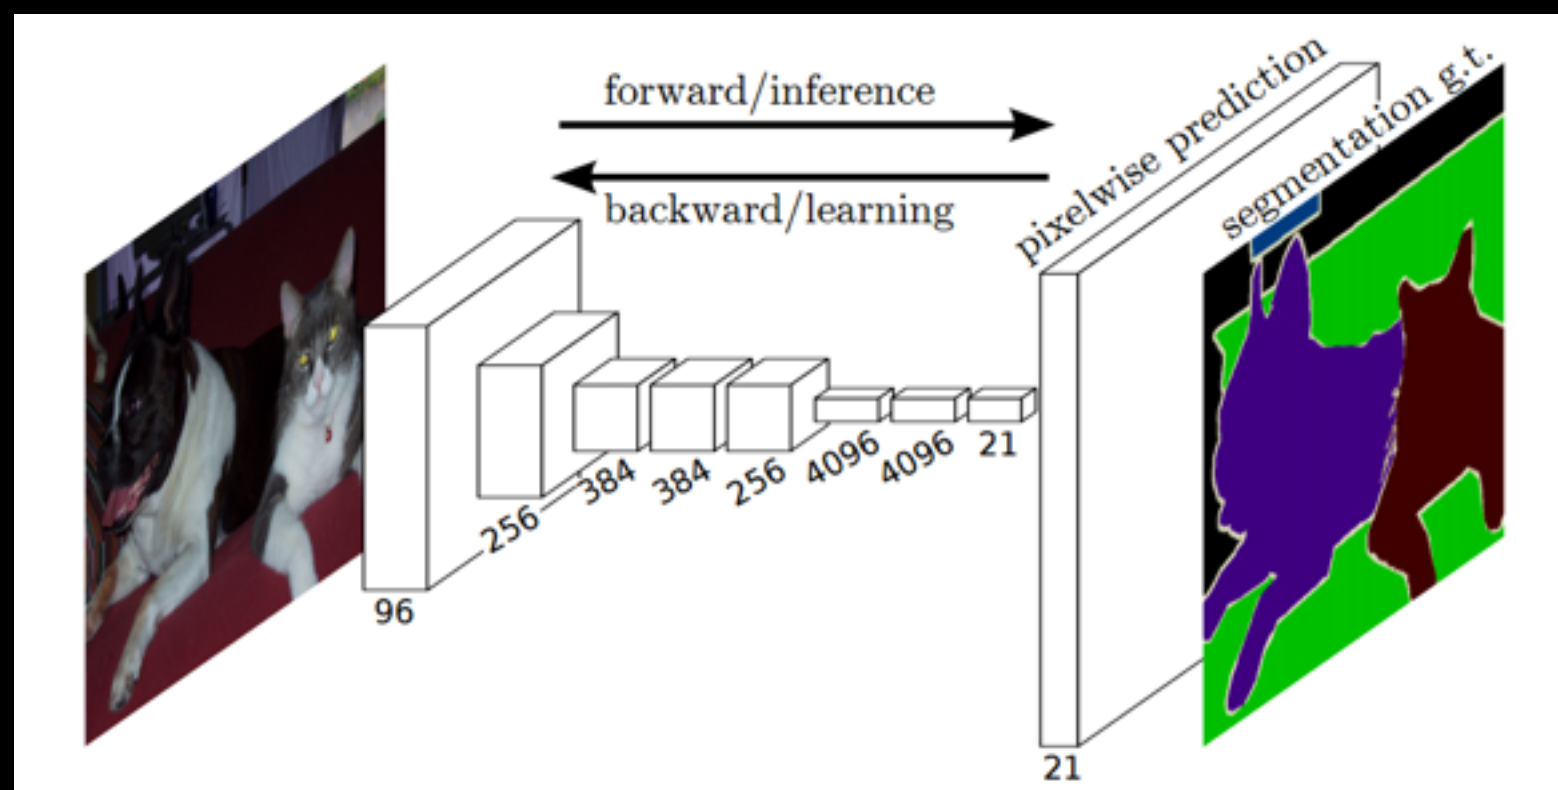 forward/inference
backward/learning
pixelwise prediction
segmentation g.t.
96
256
384
384
256
4096
4096
21
21